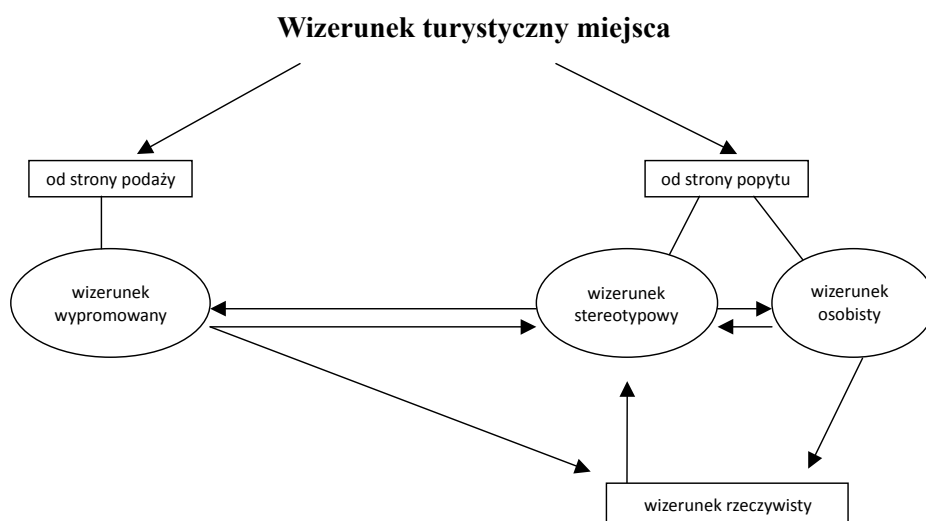 Wizerunek turystyczny miejsca
od strony podaży
od strony popytu
wizerunek
wypromowany
wizerunek
stereotypowy
wizerunek
osobisty
wizerunek rzeczywisty